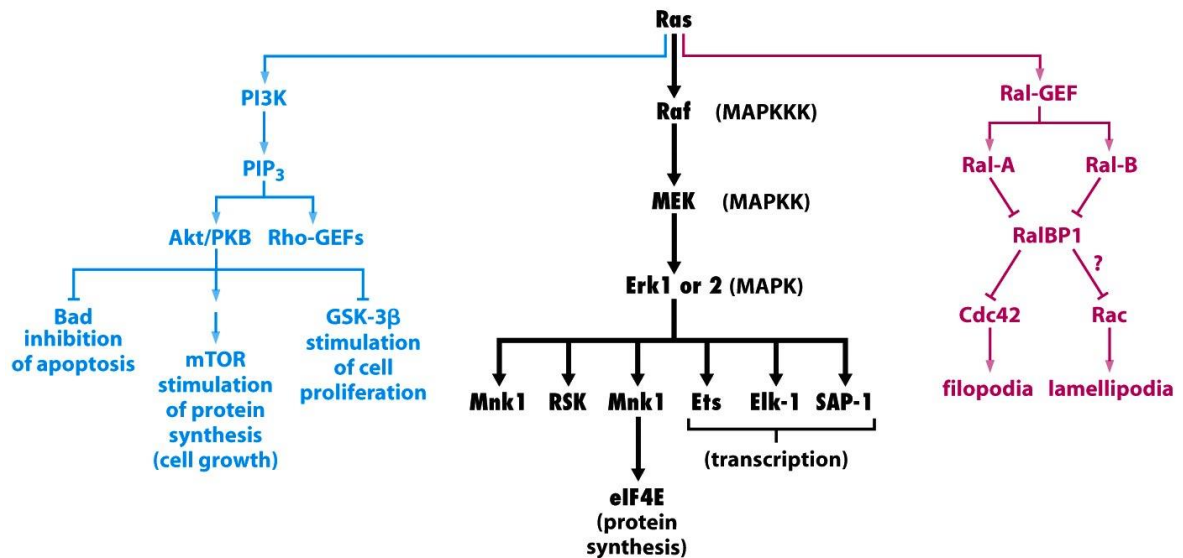 Ras
PI3K
PIP3
Akt/PKB Rho-GEFs
Bad
inhibition
of apoptosis
mTOR
stimulation
of protein
synthesis
(cell growth)
GSK-3β
stimulation
of cell
proliferation
Raf (MAPKKK)
MEK (MAPKK)
Erk1 or 2 (MAPK)
Mnk1 RSK Mnk1 Ets Elk-1 SAP-1
(transcription)
eIF4E
(protein
synthesis)
Ral-GEF
Ral-A Ral-B
RalBP1
?
Cdc42 Rac
filopodia lamellipodia